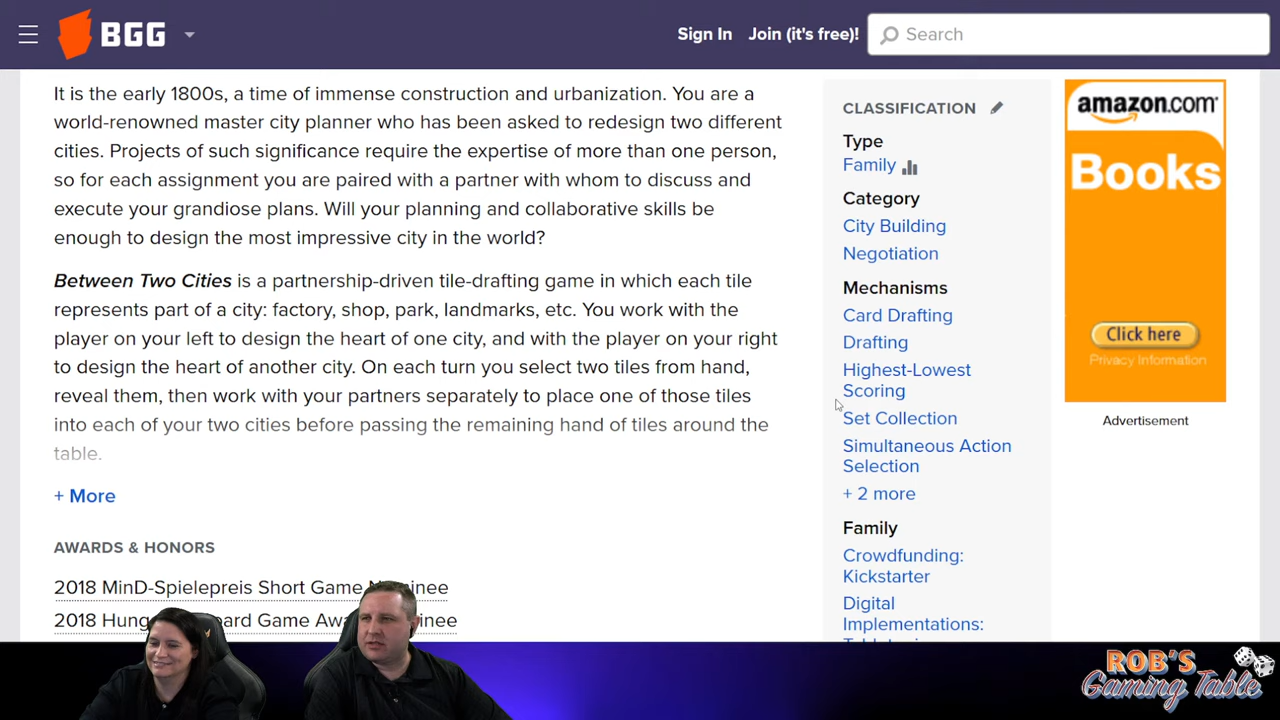 BGG
Sign In
Join (it's free)!
Search
It is the early 1800s, a time of immense construction and urbanization. You are a
world-renowned master city planner who has been asked to redesign two different
cities. Projects of such significance require the expertise of more than one person,
so for each assignment you are paired with a partner with whom to discuss and
execute your grandiose plans. Will your planning and collaborative skills be
enough to design the most impressive city in the world?
Between Two Cities is a partnership-driven tile-drafting game in which each tile
represents part of a city: factory, shop, park, landmarks, etc. You work with the
player on your left to design the heart of one city, and with the player on your right
to design the heart of another city. On each turn you select two tiles from hand,
reveal them, then work with your partners separately to place one of those tiles
into each of your two cities before passing the remaining hand of tiles around the
table.
+ More
AWARDS & HONORS
2018 MinD-Spielepreis Short Game
2018
CLASSIFICATION
Type
Family
Category
City Building
Negotiation
Mechanisms
Card Drafting
Drafting
Highest-Lowest
Scoring
Set Collection
Simultaneous Action
Selection
+ 2 more
Family
Crowdfunding:
Kickstarter
Digital
Implementations:
amazon.com
Books
Click here
Privacy Information
Advertisement
ROB'S
Gaming Table